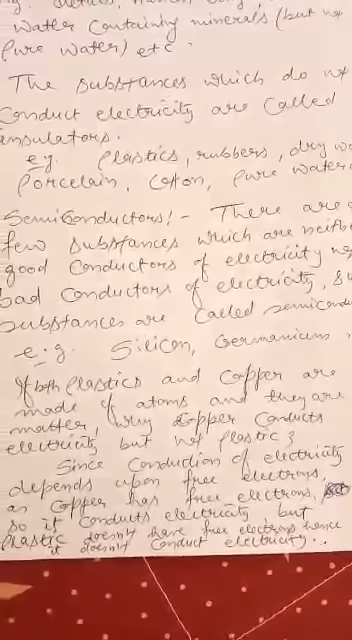 Water Containing minerals (but no
Pure Water) etc.
The Substances which do not
Conduct electricity are Called
insulators.
e.g. Plastics, rubbers, dry w
Porcelain, Cotton, Pure water
Semiconductors:- There are a
few substances which are neith
good Conductors of electricity n
bad Conductors of electricity, su
substances are Called semicondu
e.g. Silicon, Germanium.
If both Plastics and Copper are
made of atoms and they are
matter, why Copper Conducts
electricity but not Plastic?
Since Conduction of electricity
depends upon free electrons,
as Copper has free electrons,
so it Conducts electricity but
Plastic doesn't have free electrons hence
it doesn't Conduct electricity..